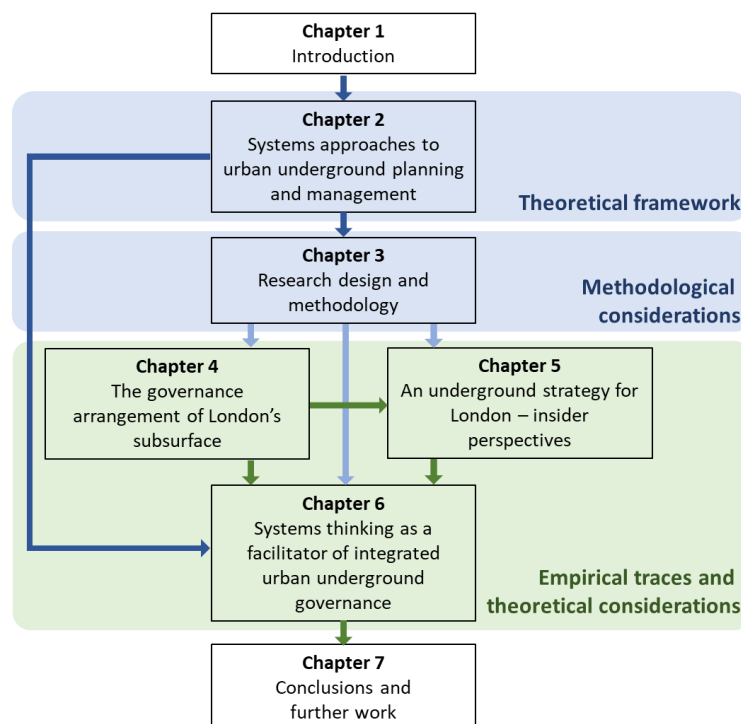 Chapter 1
Introduction
Chapter 2
Systems approaches to
urban underground planning
and management
Theoretical framework
Chapter 3
Research design and
methodology
Methodological
considerations
Chapter 4
The governance
arrangement of London’s
subsurface
Chapter 5
An underground strategy for
London – insider
perspectives
Chapter 6
Systems thinking as a
facilitator of integrated
urban underground
governance
Empirical traces and
theoretical considerations
Chapter 7
Conclusions and
further work